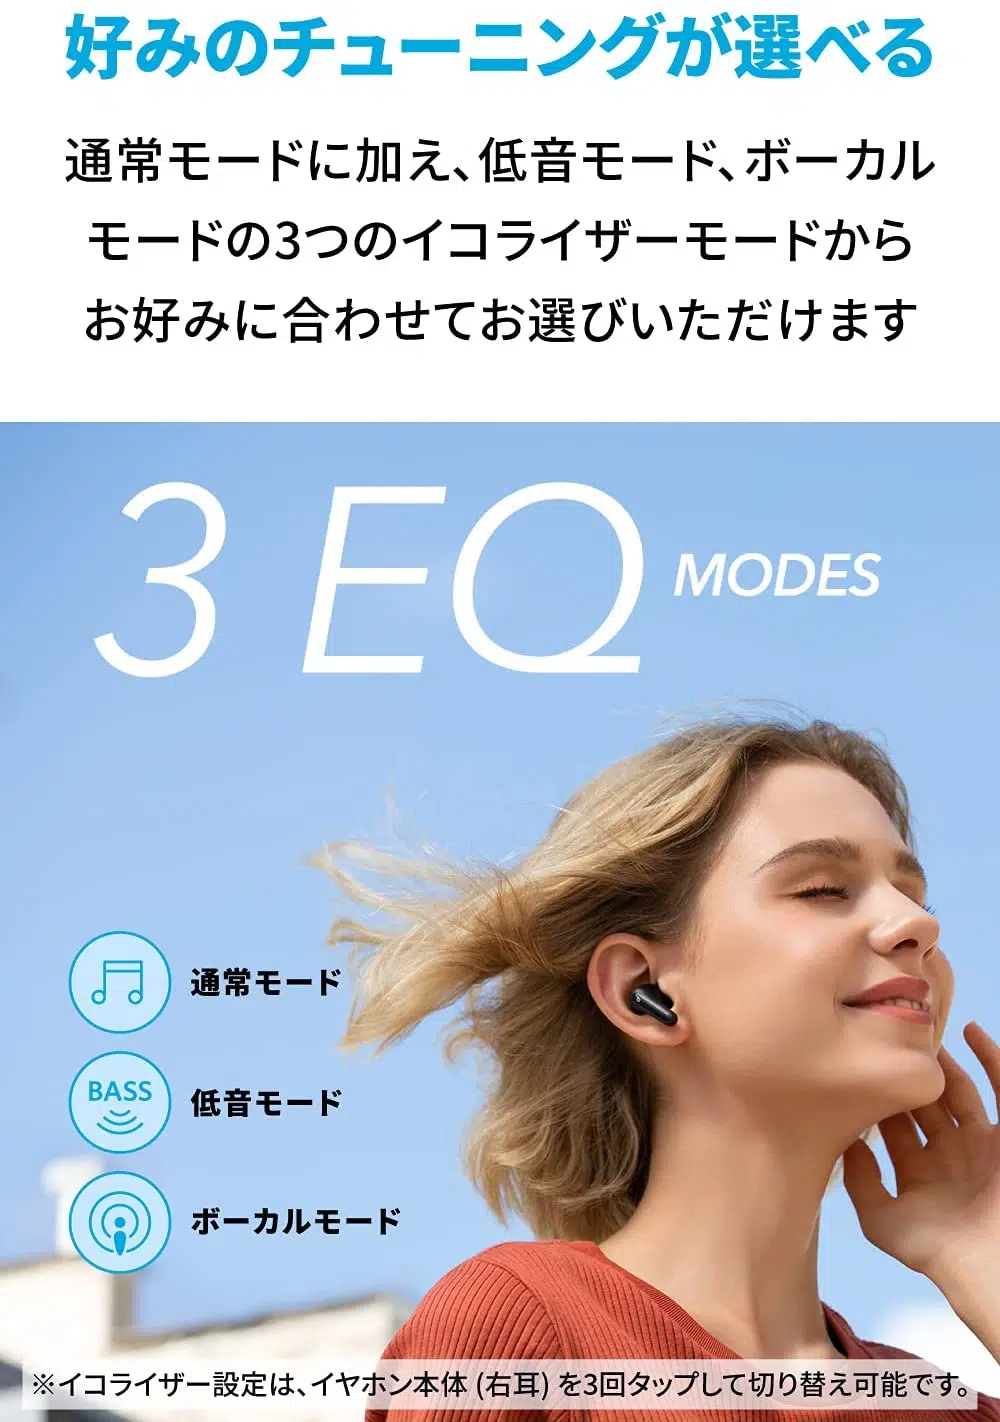 好みのチューニングが選べる
通常モードに加え、低音モード、ボーカル
モードの3つのイコライザーモードから
お好みに合わせてお選びいただけます
3 EQ MODES
通常モード
BASS
低音モード
ボーカルモード
※イコライザー設定は、イヤホン本体 (右耳) を3回タップして切り替え可能です。